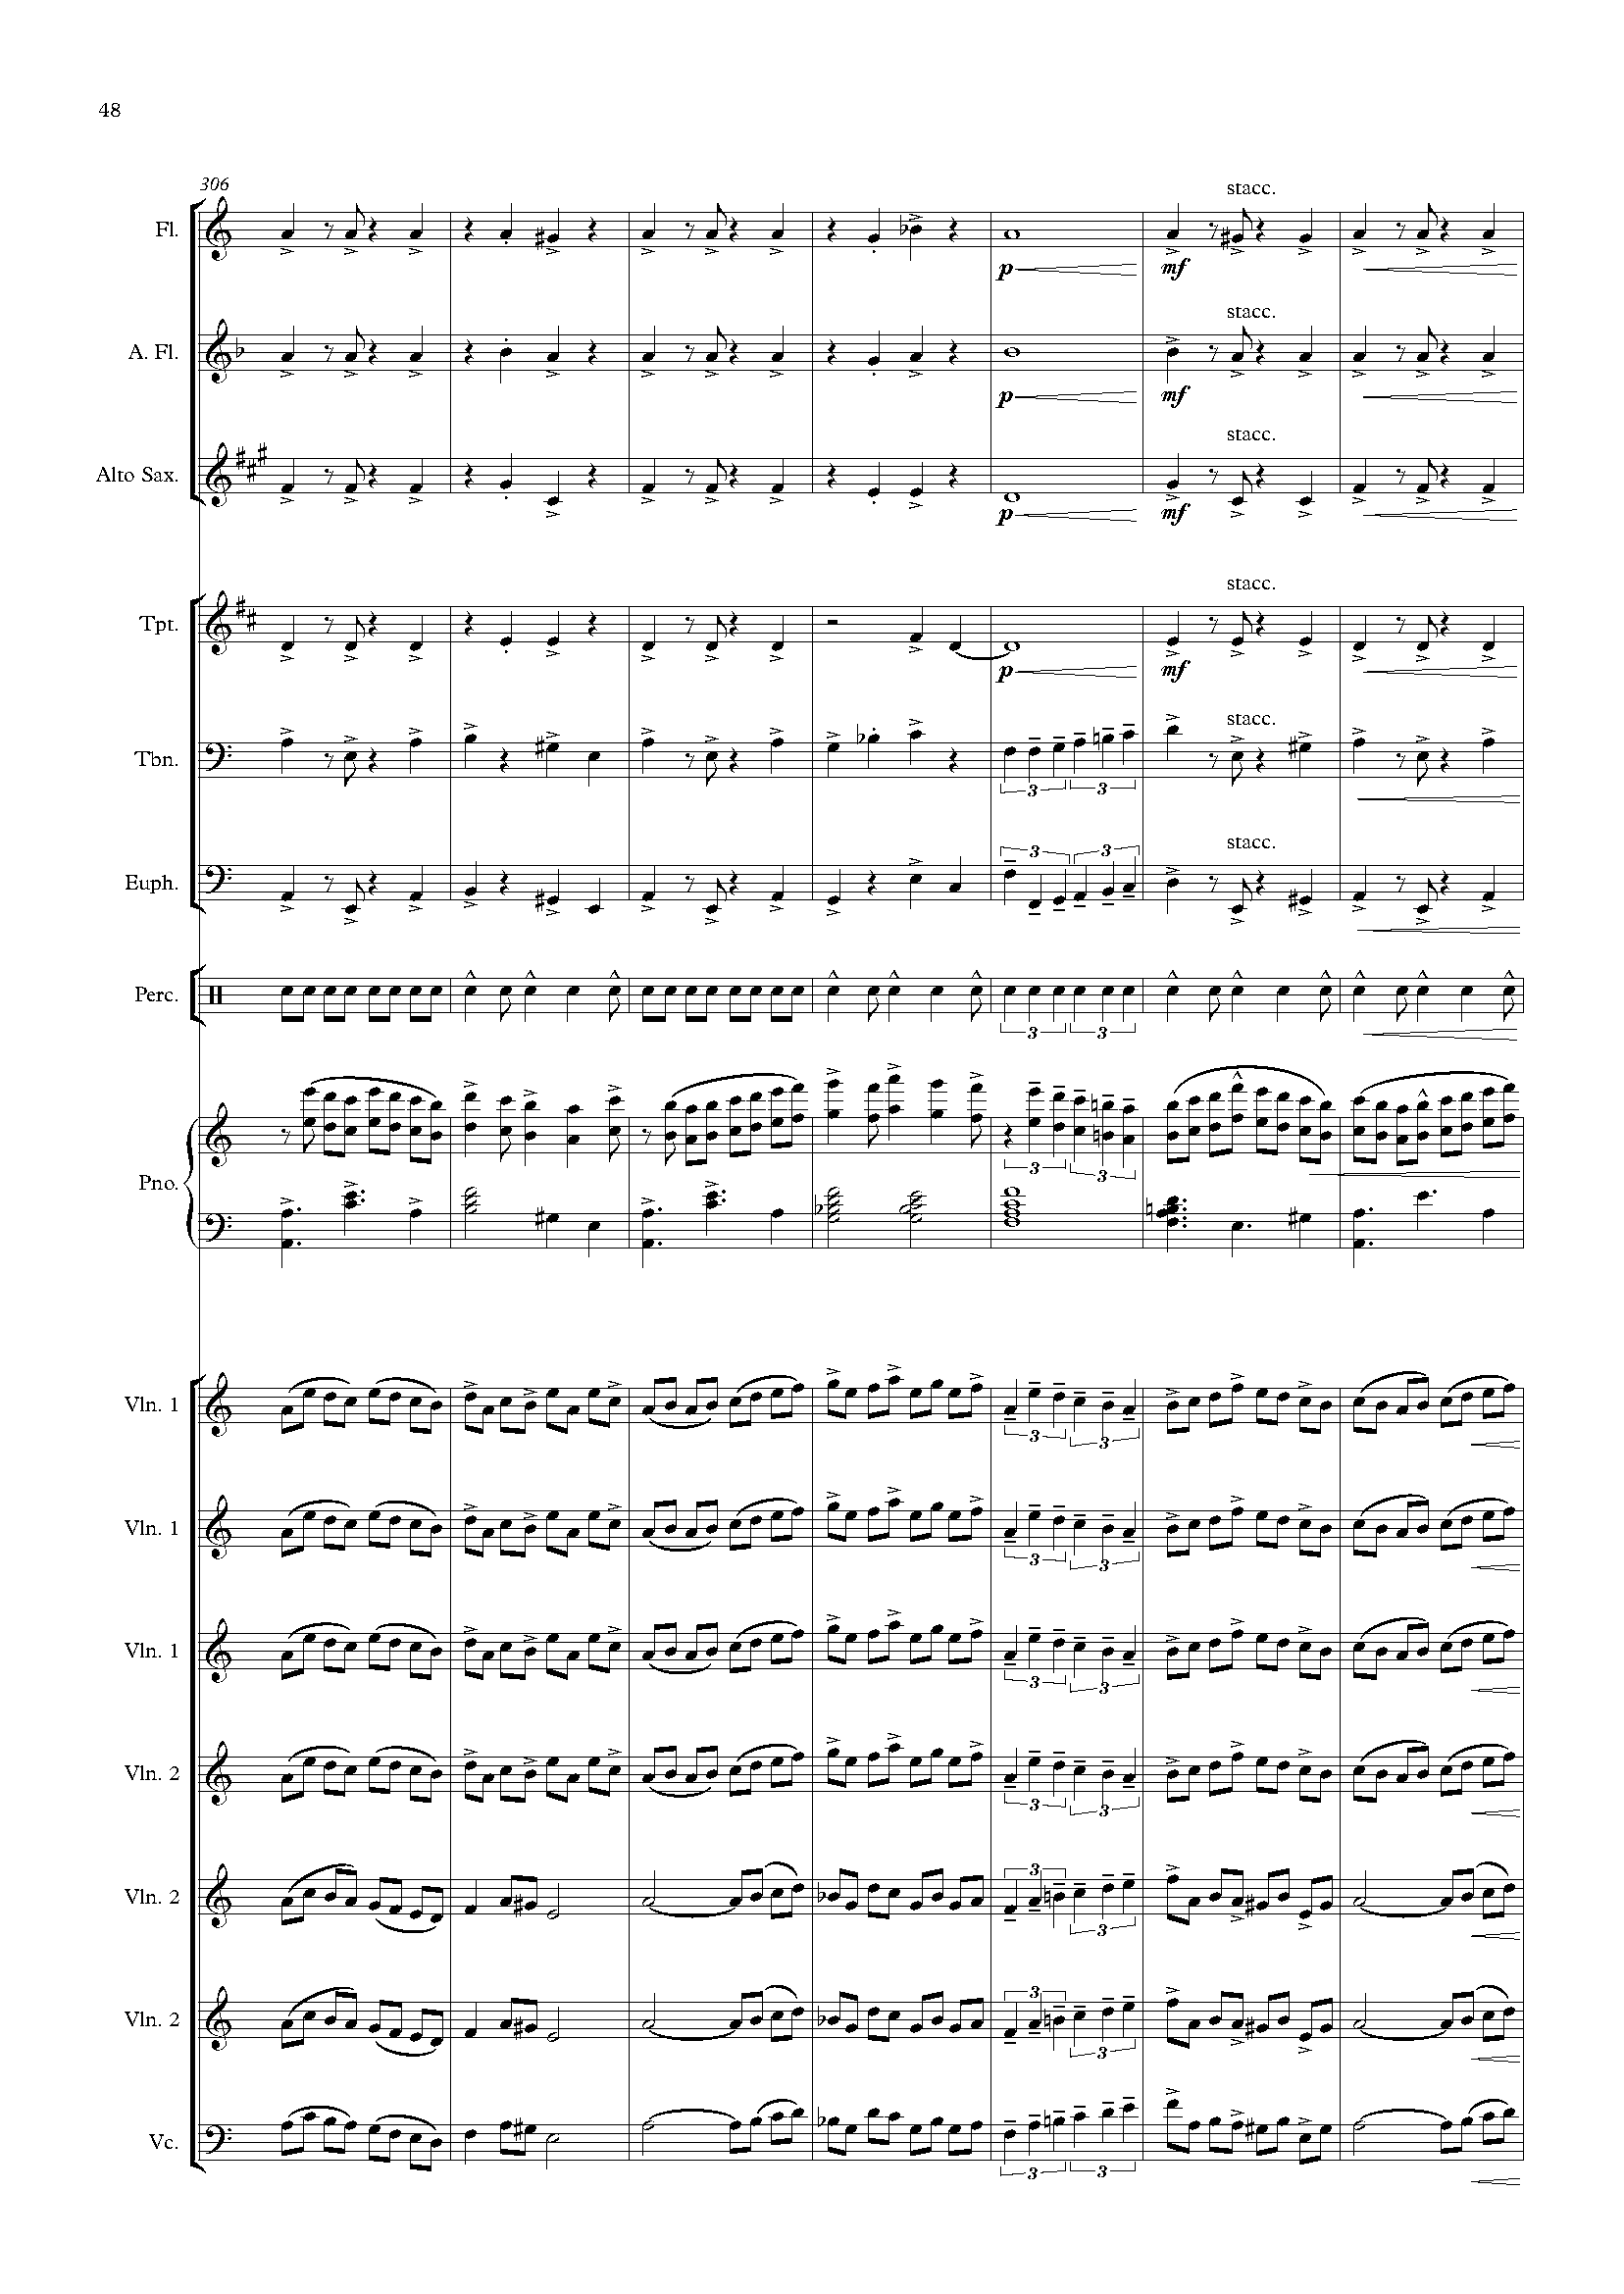 48
306
stacc.
Fl.
p
mf
stacc.
A. Fl.
p
mf
stacc.
Alto Sax.
p
mf
stacc.
Tpt.
p
mf
stacc.
Tbn.
3
3
stacc.
Euph.
3
3
Perc.
3
3
Pno.
3
3
Vln. 1
3
3
Vln. 1
3
3
Vln. 1
3
3
Vln. 2
3
3
Vln. 2
3
3
Vln. 2
3
3
Vc.
3
3